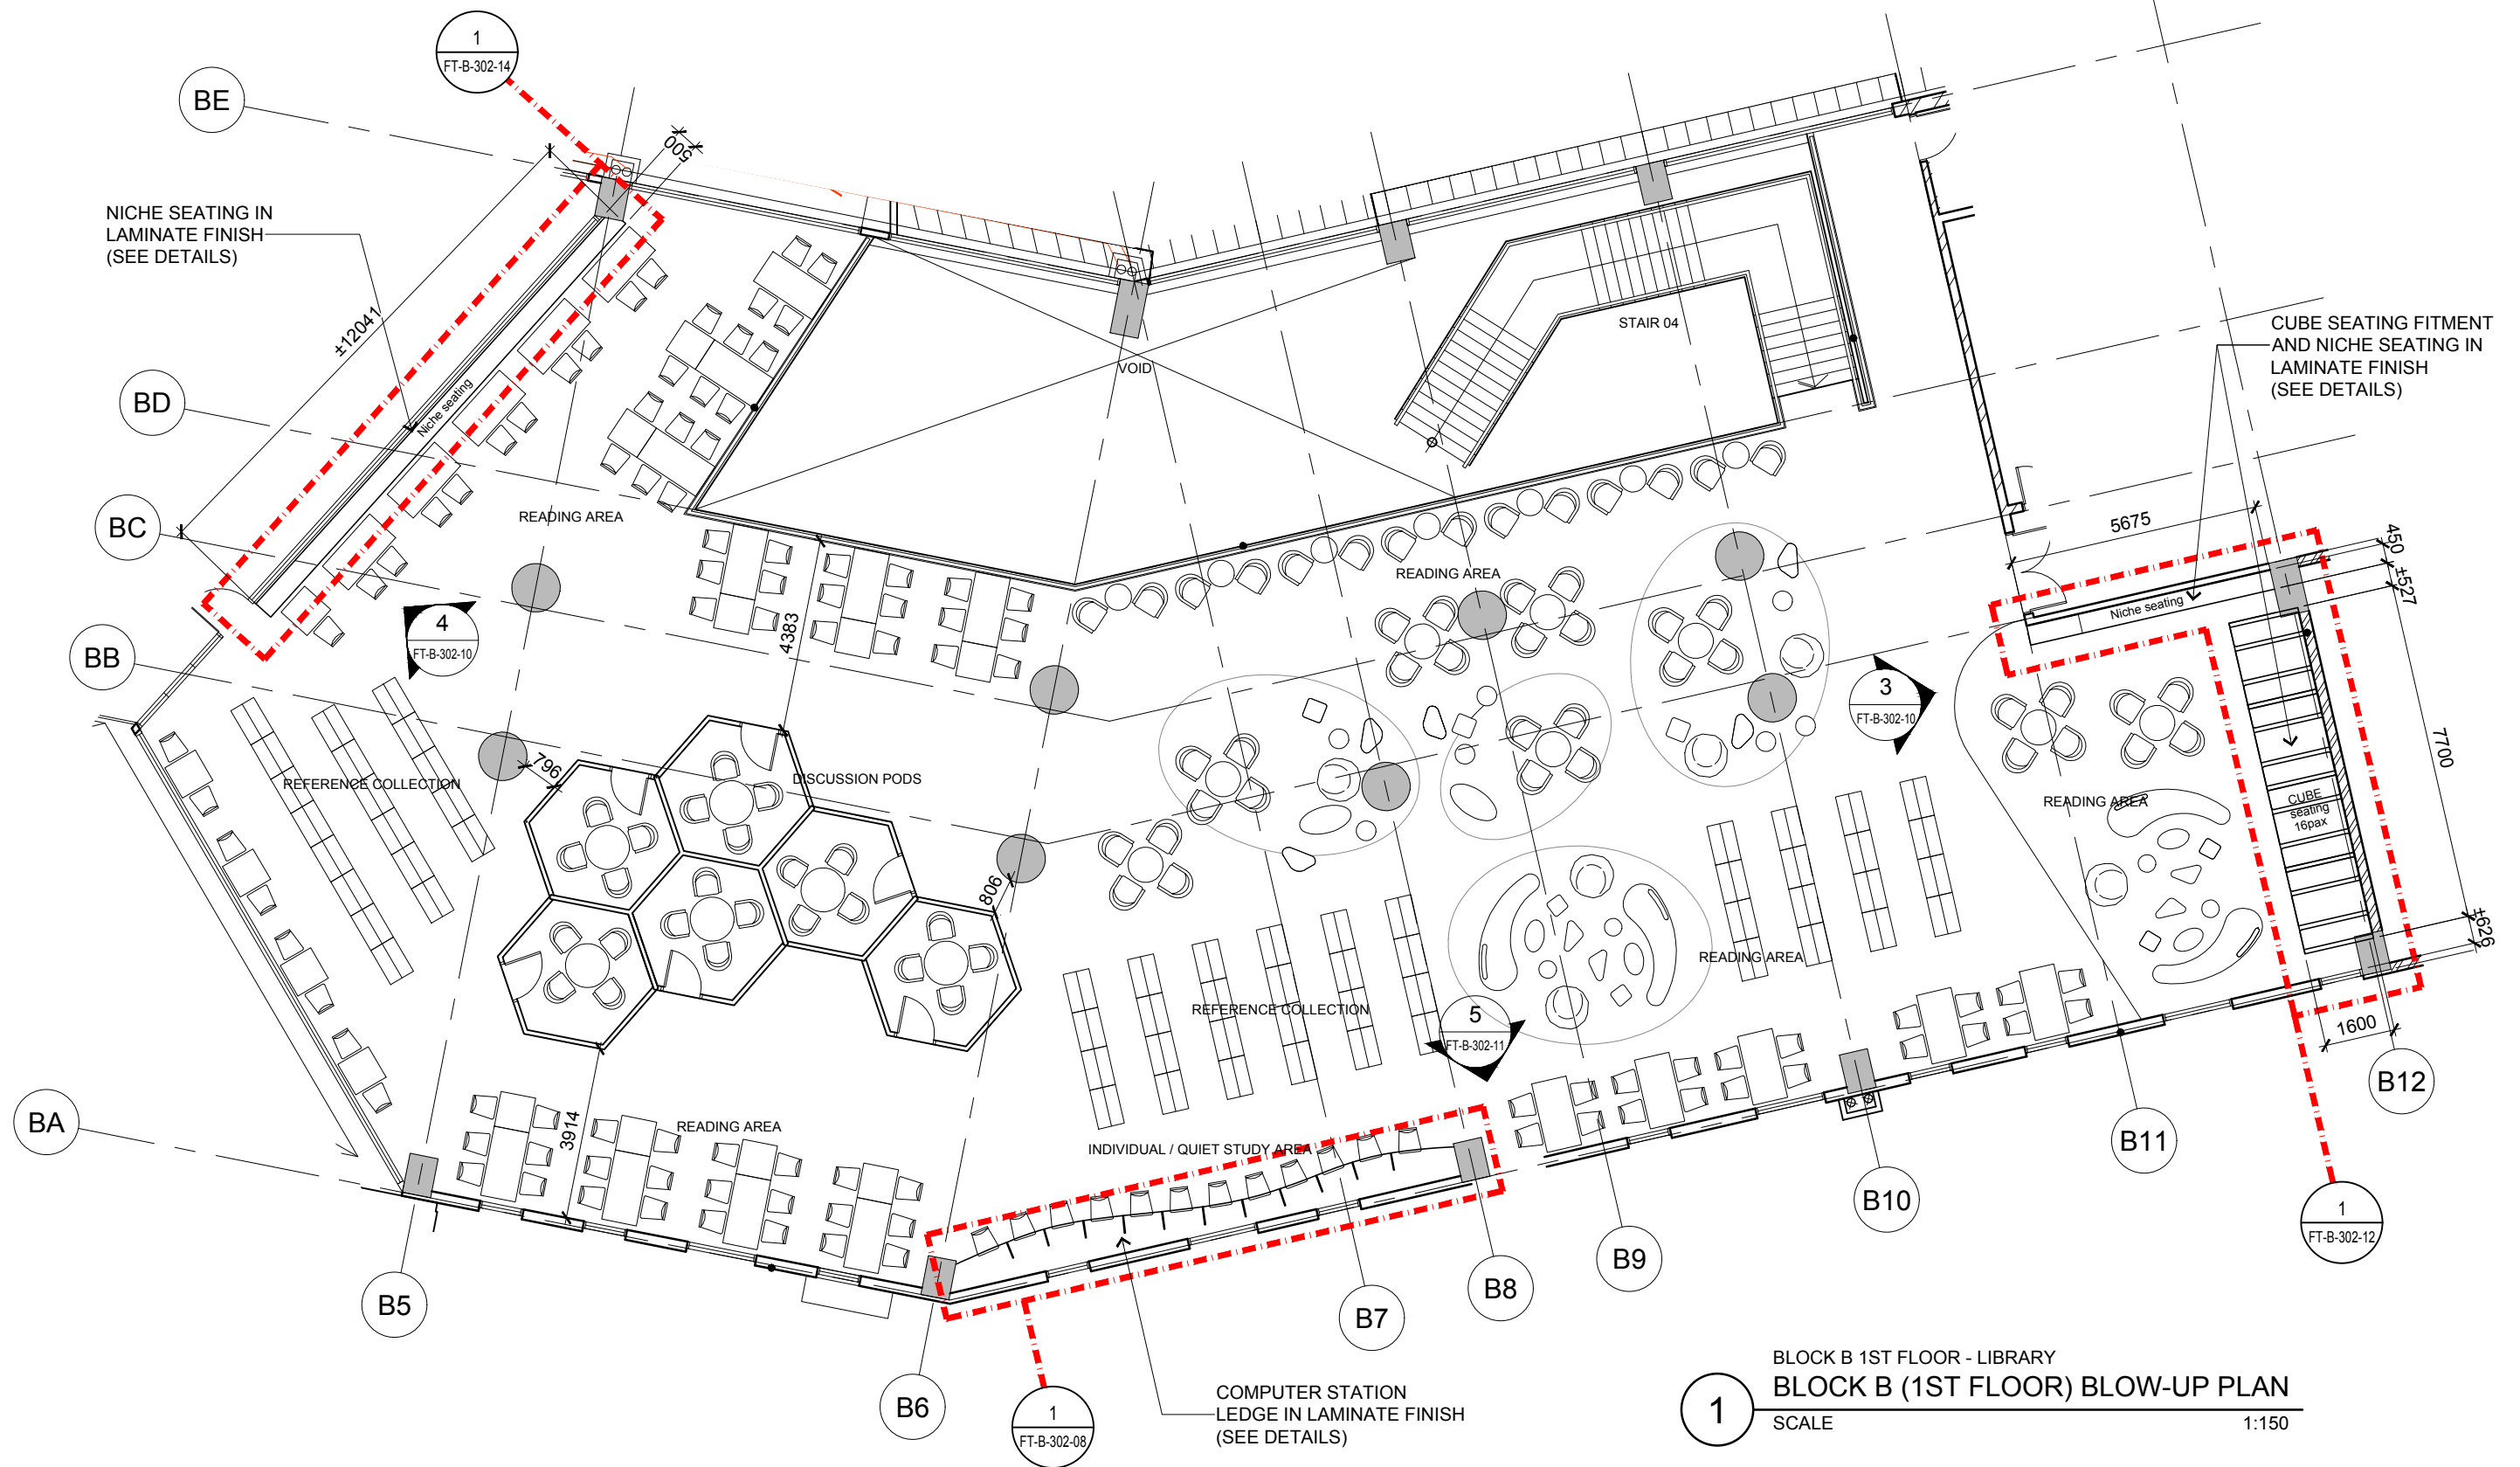 1
FT-B-302-14
BE
500
NICHE SEATING IN
LAMINATE FINISH
(SEE DETAILS)
±12041
Niche seating
BD
BC
BB
BA
READING AREA
VOID
STAIR 04
CUBE SEATING FITMENT
AND NICHE SEATING IN
LAMINATE FINISH
(SEE DETAILS)
5675
450
±527
Niche seating
READING AREA
4
FT-B-302-10
4383
3
FT-B-302-10
7700
796
REFERENCE COLLECTION
DISCUSSION PODS
READING AREA
CUBE
seating
16pax
806
±626
READING AREA
REFERENCE COLLECTION
5
FT-B-302-11
1600
3914
READING AREA
INDIVIDUAL / QUIET STUDY AREA
B5
B6
B7
B8
B9
B10
B11
B12
1
FT-B-302-12
1
FT-B-302-08
COMPUTER STATION
LEDGE IN LAMINATE FINISH
(SEE DETAILS)
1
BLOCK B 1ST FLOOR - LIBRARY
BLOCK B (1ST FLOOR) BLOW-UP PLAN
SCALE 1:150